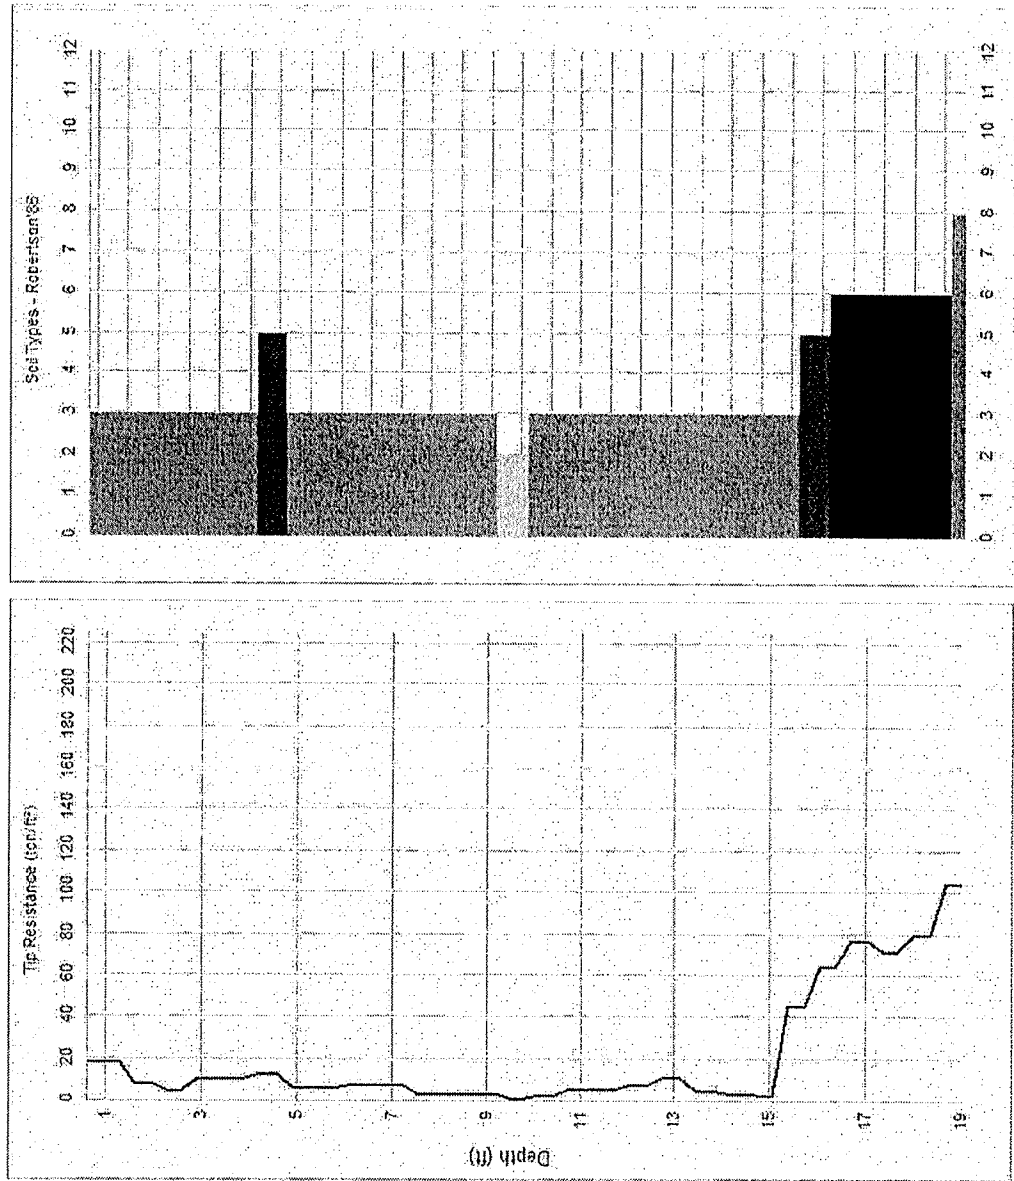 Soil Types - Robertson'86
0 1 2 3 4 5 6 7 8 9 10 11 12
0 1 2 3 4 5 6 7 8 9 10 11 12
Tip Resistance (ton/ft²)
0 20 40 60 80 100 120 140 160 180 200 220
1
3
5
7
9
11
13
15
17
19
Depth (ft)